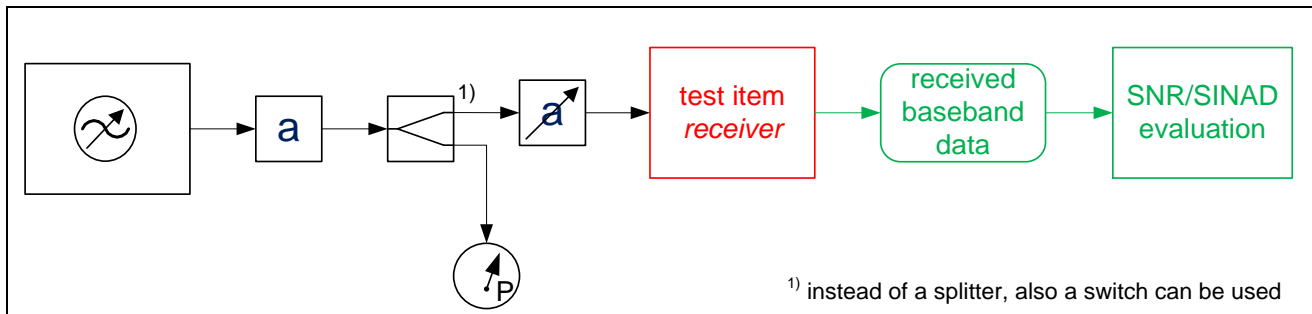 a
1)
a
test item
receiver
received
baseband
data
SNR/SINAD
evaluation
P
1) instead of a splitter, also a switch can be used